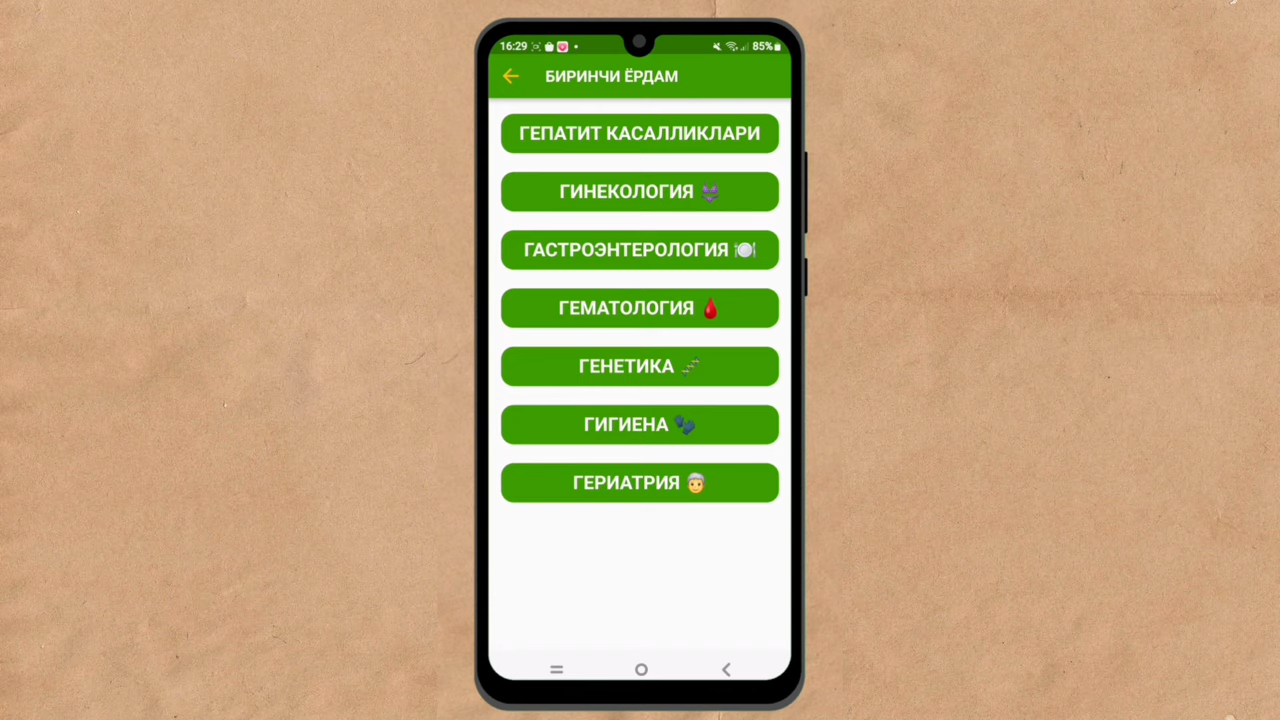 16:29
85%
БИРИНЧИ ЁРДАМ
ГЕПАТИТ КАСАЛЛИКЛАРИ
ГИНЕКОЛОГИЯ 👙
ГАСТРОЭНТЕРОЛОГИЯ 🍽️
ГЕМАТОЛОГИЯ 🩸
ГЕНЕТИКА 🧬
ГИГИЕНА 🧤
ГЕРИАТРИЯ 👳